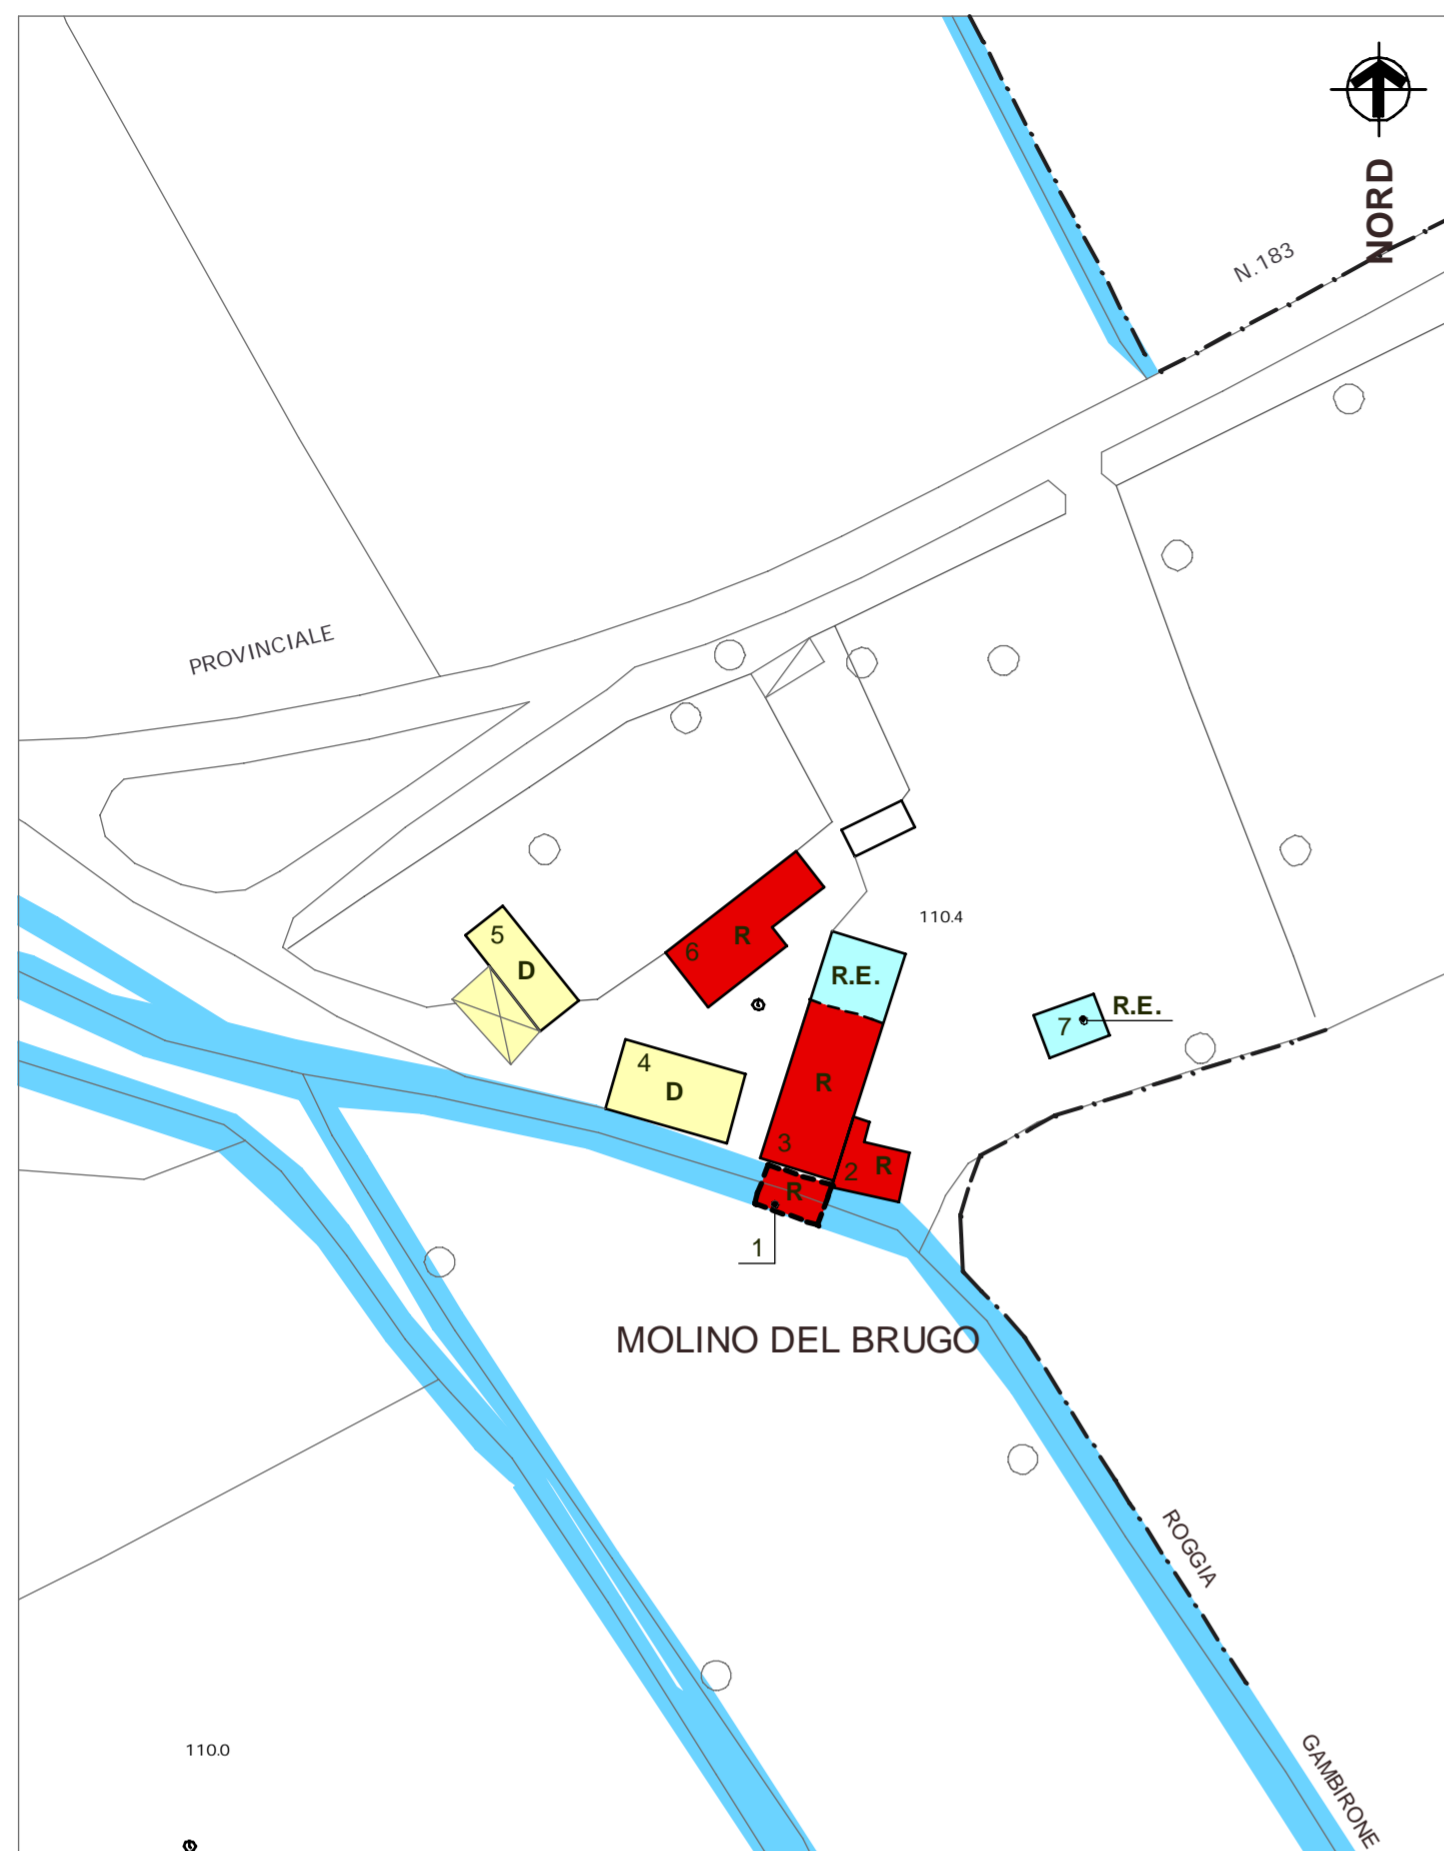 NORD
N.183
PROVINCIALE
110.4
5
D
6
R
R.E.
7
R.E.
4
D
R
3
2
R
R
1
MOLINO DEL BRUGO
ROGGIA
GAMBIRONE
110.0